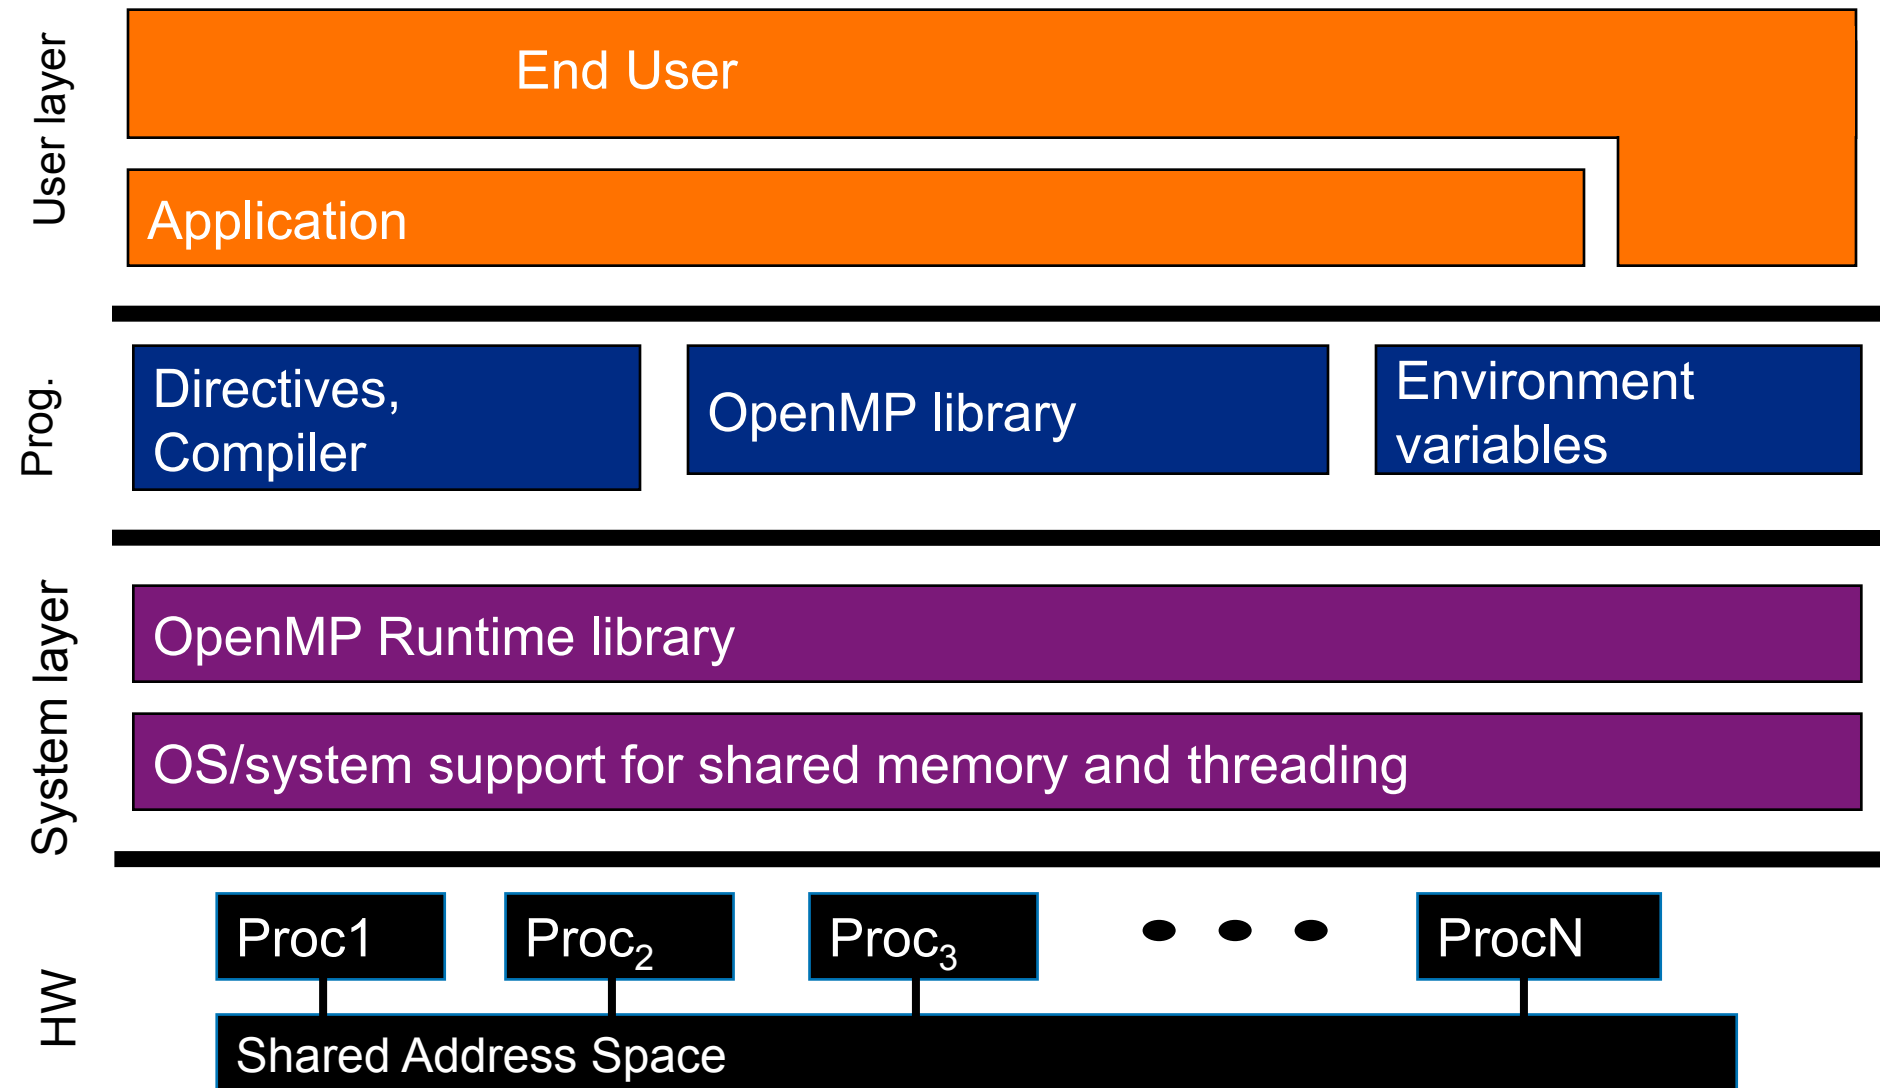 User layer
End User
Application
Prog.
Directives,
Compiler
OpenMP library
Environment
variables
System layer
OpenMP Runtime library
OS/system support for shared memory and threading
HW
Proc1
Proc₂
Proc₃
ProcN
Shared Address Space